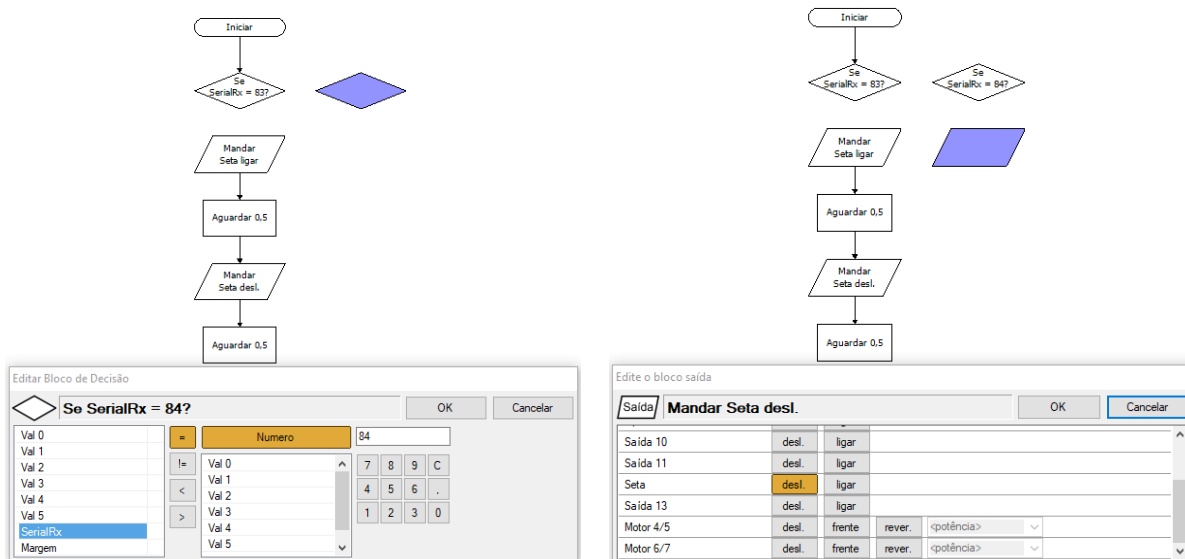 Iniciar
Se
SerialRx = 83?
Mandar
Seta ligar
Aguardar 0,5
Mandar
Seta desl.
Aguardar 0,5
Editar Bloco de Decisão
Se SerialRx = 84?
OK
Cancelar
Val 0
Val 1
Val 2
Val 3
Val 4
Val 5
SerialRx
Margem
=
!=
<
>
Numero
84
Val 0
Val 1
Val 2
Val 3
Val 4
Val 5
7 8 9 C
4 5 6 .
1 2 3 0
Iniciar
Se
SerialRx = 83?
Se
SerialRx = 84?
Mandar
Seta ligar
Aguardar 0,5
Mandar
Seta desl.
Aguardar 0,5
Edite o bloco saída
Saída
Mandar Seta desl.
OK
Cancelar
Saída 10 desl. ligar
Saída 11 desl. ligar
Seta desl. ligar
Saída 13 desl. ligar
Motor 4/5 desl. frente rever. <potência>
Motor 6/7 desl. frente rever. <potência>